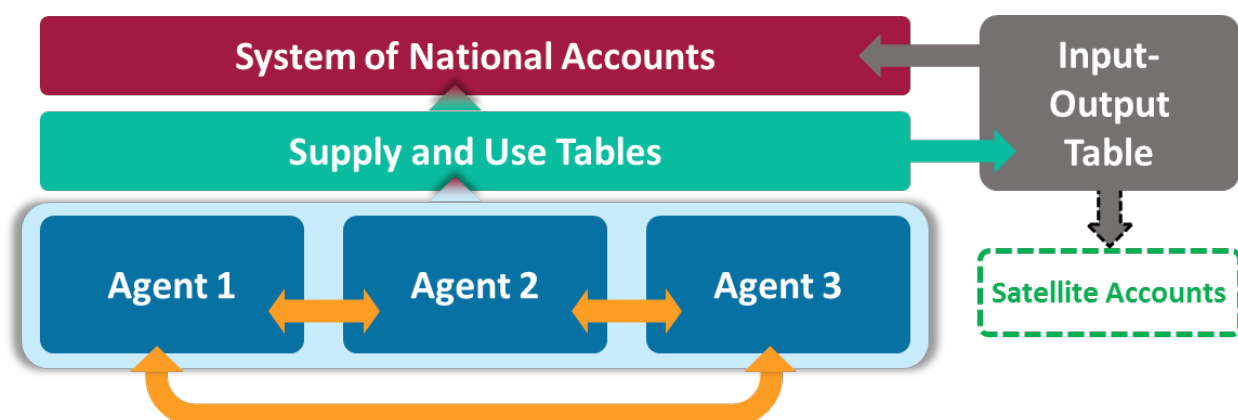 System of National Accounts
Input-
Output
Table
Supply and Use Tables
Agent 1
Agent 2
Agent 3
Satellite Accounts